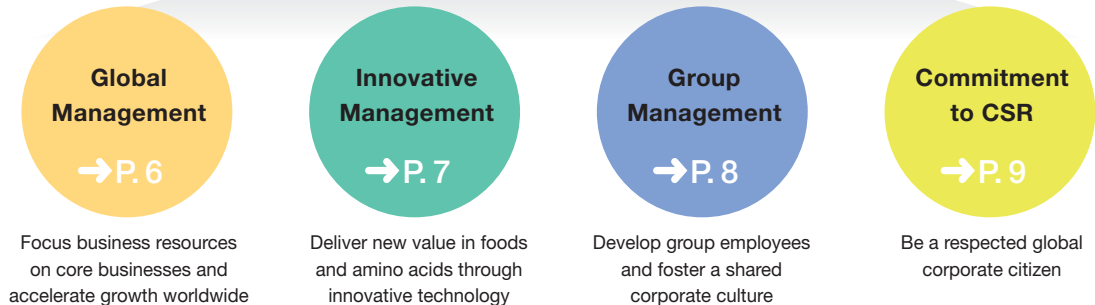 Global
Management
➔P. 6
Focus business resources
on core businesses and
accelerate growth worldwide
Innovative
Management
➔P. 7
Deliver new value in foods
and amino acids through
innovative technology
Group
Management
➔P. 8
Develop group employees
and foster a shared
corporate culture
Commitment
to CSR
➔P. 9
Be a respected global
corporate citizen